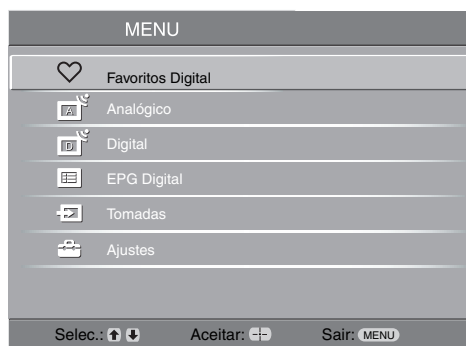 MENU
Favoritos Digital
A Analógico
D Digital
EPG Digital
Tomadas
Ajustes
Selec.: Aceitar: Sair: MENU